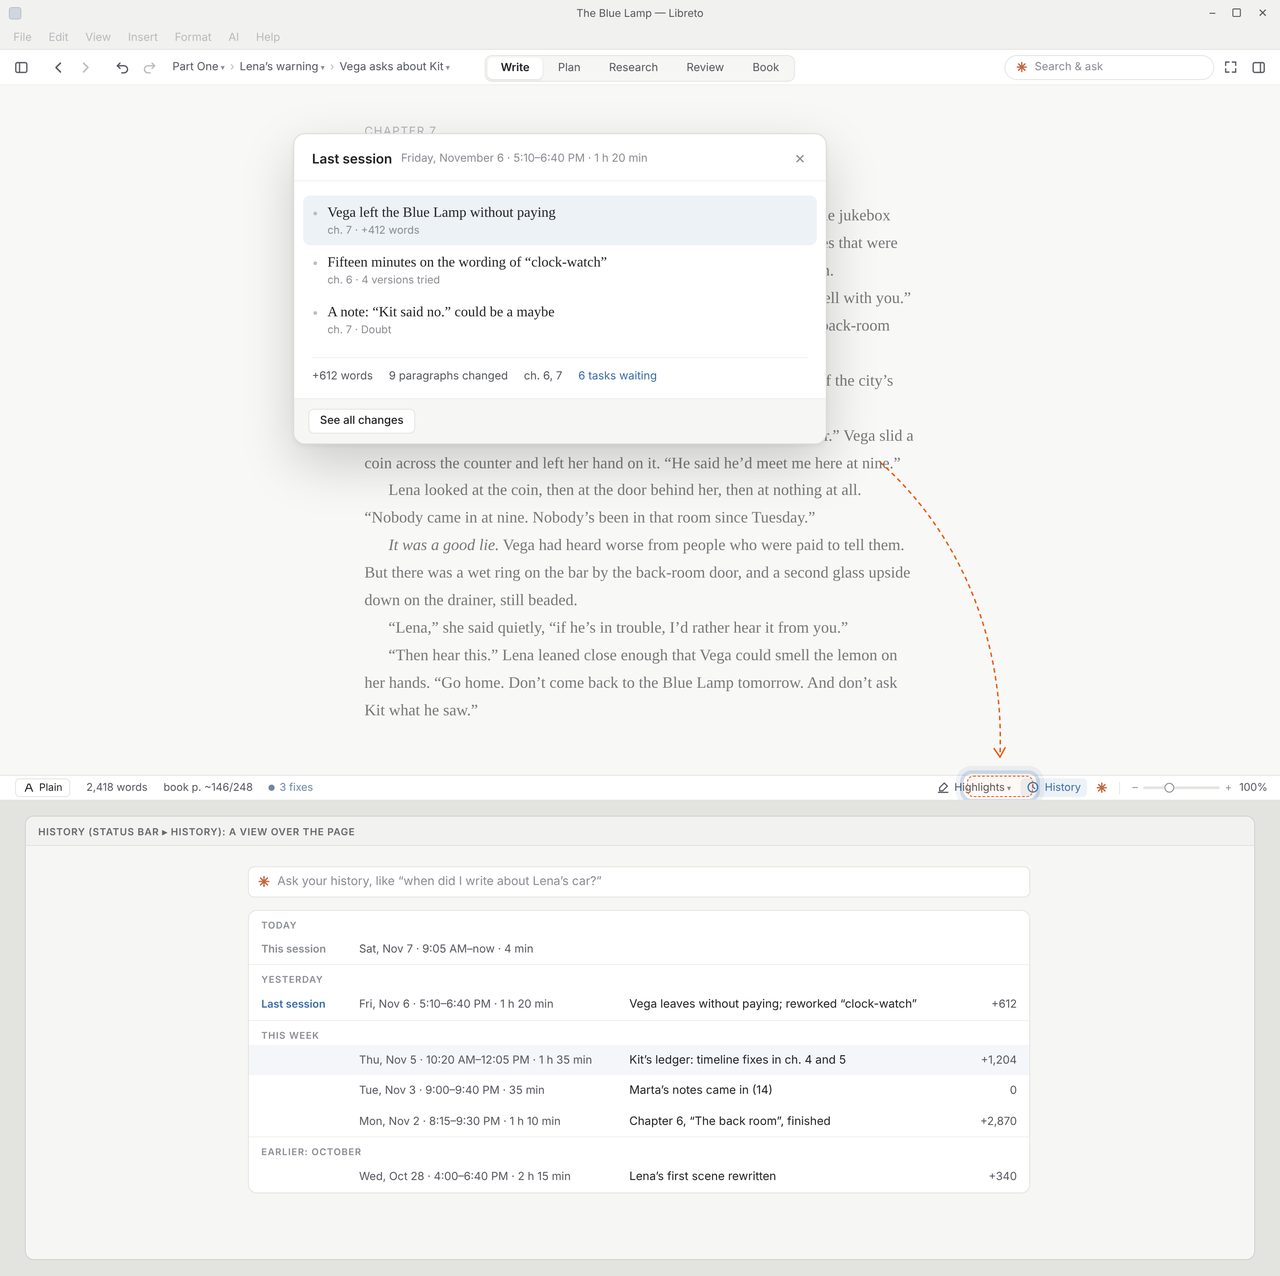 The Blue Lamp — Libreto
File Edit View Insert Format AI Help
Part One › Lena’s warning › Vega asks about Kit
Write Plan Research Review Book
Search & ask
CHAPTER 7
Last session Friday, November 6 · 5:10–6:40 PM · 1 h 20 min
Vega left the Blue Lamp without paying
ch. 7 · +412 words
Fifteen minutes on the wording of “clock-watch”
ch. 6 · 4 versions tried
A note: “Kit said no.” could be a maybe
ch. 7 · Doubt
+612 words 9 paragraphs changed ch. 6, 7 6 tasks waiting
See all changes
jukebox
that were
with you.”
back-room
the city’s
Vega slid a
coin across the counter and left her hand on it. “He said he’d meet me here at nine.”
Lena looked at the coin, then at the door behind her, then at nothing at all.
“Nobody came in at nine. Nobody’s been in that room since Tuesday.”
It was a good lie. Vega had heard worse from people who were paid to tell them.
But there was a wet ring on the bar by the back-room door, and a second glass upside
down on the drainer, still beaded.
“Lena,” she said quietly, “if he’s in trouble, I’d rather hear it from you.”
“Then hear this.” Lena leaned close enough that Vega could smell the lemon on
her hands. “Go home. Don’t come back to the Blue Lamp tomorrow. And don’t ask
Kit what he saw.”
A Plain 2,418 words book p. ~146/248 3 fixes Highlights History − + 100%
HISTORY (STATUS BAR ▸ HISTORY): A VIEW OVER THE PAGE
Ask your history, like “when did I write about Lena’s car?”
TODAY
This session Sat, Nov 7 · 9:05 AM–now · 4 min
YESTERDAY
Last session Fri, Nov 6 · 5:10–6:40 PM · 1 h 20 min Vega leaves without paying; reworked “clock-watch” +612
THIS WEEK
Thu, Nov 5 · 10:20 AM–12:05 PM · 1 h 35 min Kit’s ledger: timeline fixes in ch. 4 and 5 +1,204
Tue, Nov 3 · 9:00–9:40 PM · 35 min Marta’s notes came in (14) 0
Mon, Nov 2 · 8:15–9:30 PM · 1 h 10 min Chapter 6, “The back room”, finished +2,870
EARLIER: OCTOBER
Wed, Oct 28 · 4:00–6:40 PM · 2 h 15 min Lena’s first scene rewritten +340